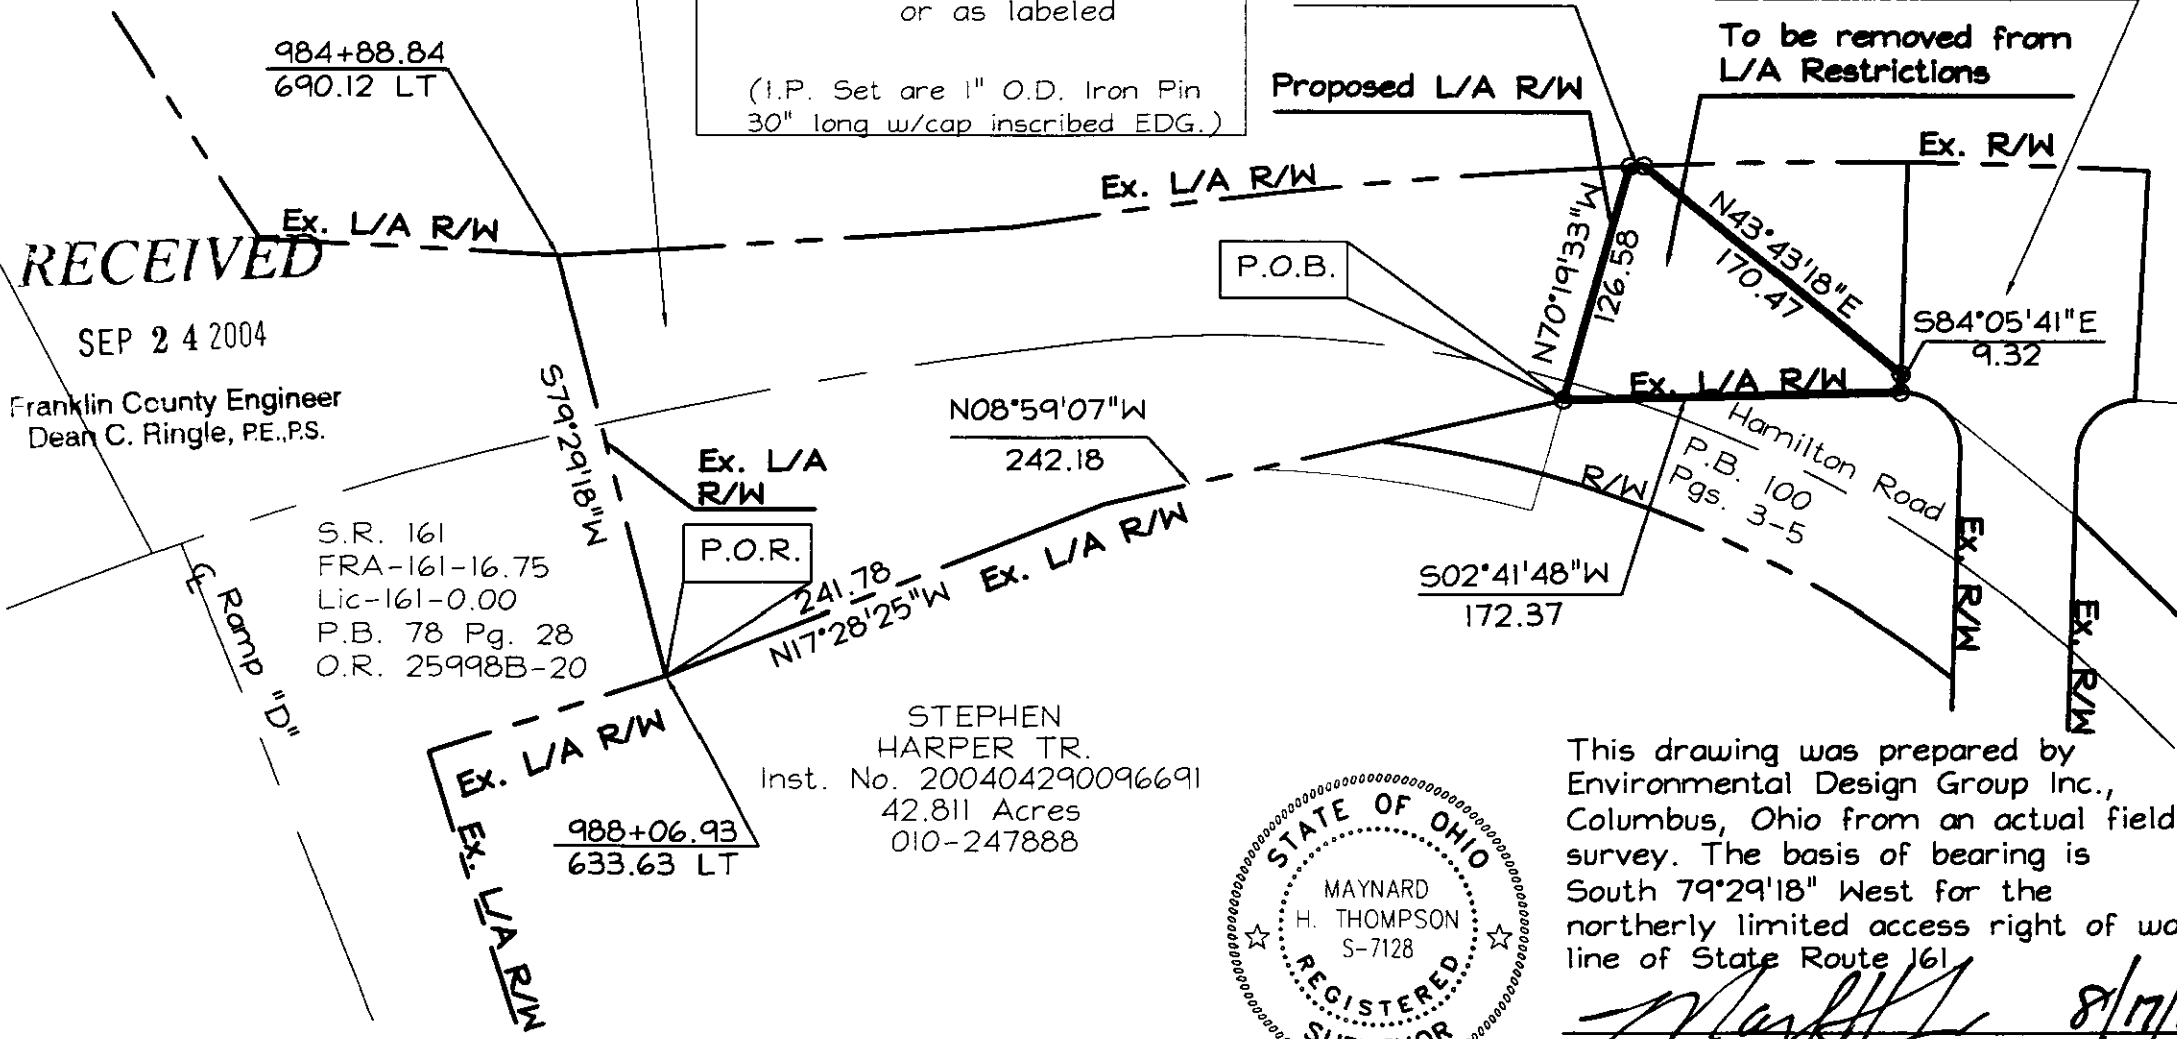 or as labeled
(I.P. Set are 1" O.D. Iron Pin
30" long w/cap inscribed EDG.)
984+88.84
690.12 LT
To be removed from
L/A Restrictions
Proposed L/A R/W
Ex. R/W
Ex. L/A R/W
Ex. L/A R/W
RECEIVED
SEP 24 2004
Franklin County Engineer
Dean C. Ringle, P.E.,P.S.
P.O.B.
N70°19'33"W
126.58
N43°43'18"E
170.47
S84°05'41"E
9.32
Ex. L/A R/W
S79°29'18"W
N08°59'07"W
242.18
Ex. L/A
R/W
Hamilton Road
P.B. 100
Pgs. 3-5
R/W
S.R. 161
FRA-161-16.75
Lic-161-0.00
P.B. 78 Pg. 28
O.R. 25998B-20
P.O.R.
241.78
N17°28'25"W
Ex. L/A R/W
S02°41'48"W
172.37
Ex. R/W
Ex. R/W
℄ Ramp "D"
Ex. L/A R/W
Ex. L/A R/W
988+06.93
633.63 LT
STEPHEN
HARPER TR.
Inst. No. 200404290096691
42.811 Acres
010-247888
STATE OF OHIO
MAYNARD
H. THOMPSON
S-7128
REGISTERED
SURVEYOR
This drawing was prepared by
Environmental Design Group Inc.,
Columbus, Ohio from an actual field
survey. The basis of bearing is
South 79°29'18" West for the
northerly limited access right of wa
line of State Route 161
8/17/